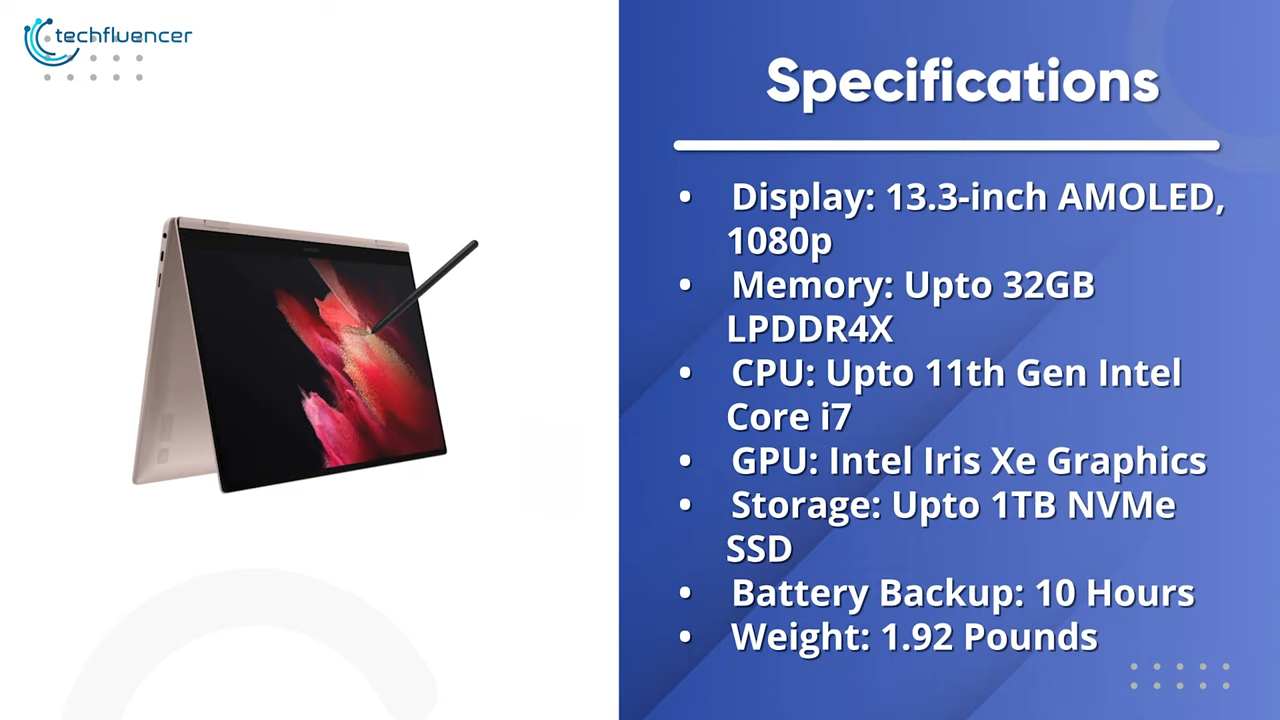 techfluencer
Specifications
• Display: 13.3-inch AMOLED,
1080p
• Memory: Upto 32GB
LPDDR4X
• CPU: Upto 11th Gen Intel
Core i7
• GPU: Intel Iris Xe Graphics
• Storage: Upto 1TB NVMe
SSD
• Battery Backup: 10 Hours
• Weight: 1.92 Pounds